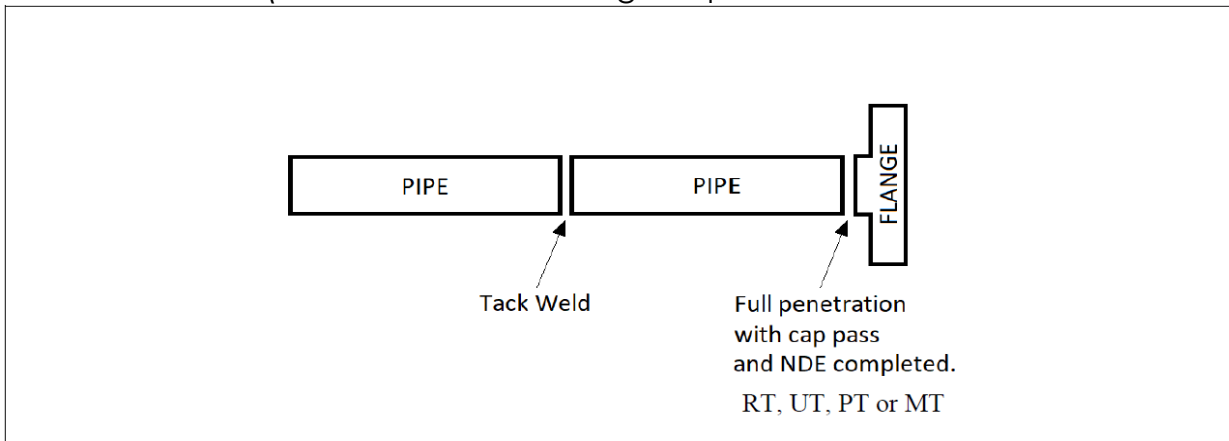 PIPE
PIPE
FLANGE
Tack Weld
Full penetration
with cap pass
and NDE completed.
RT, UT, PT or MT